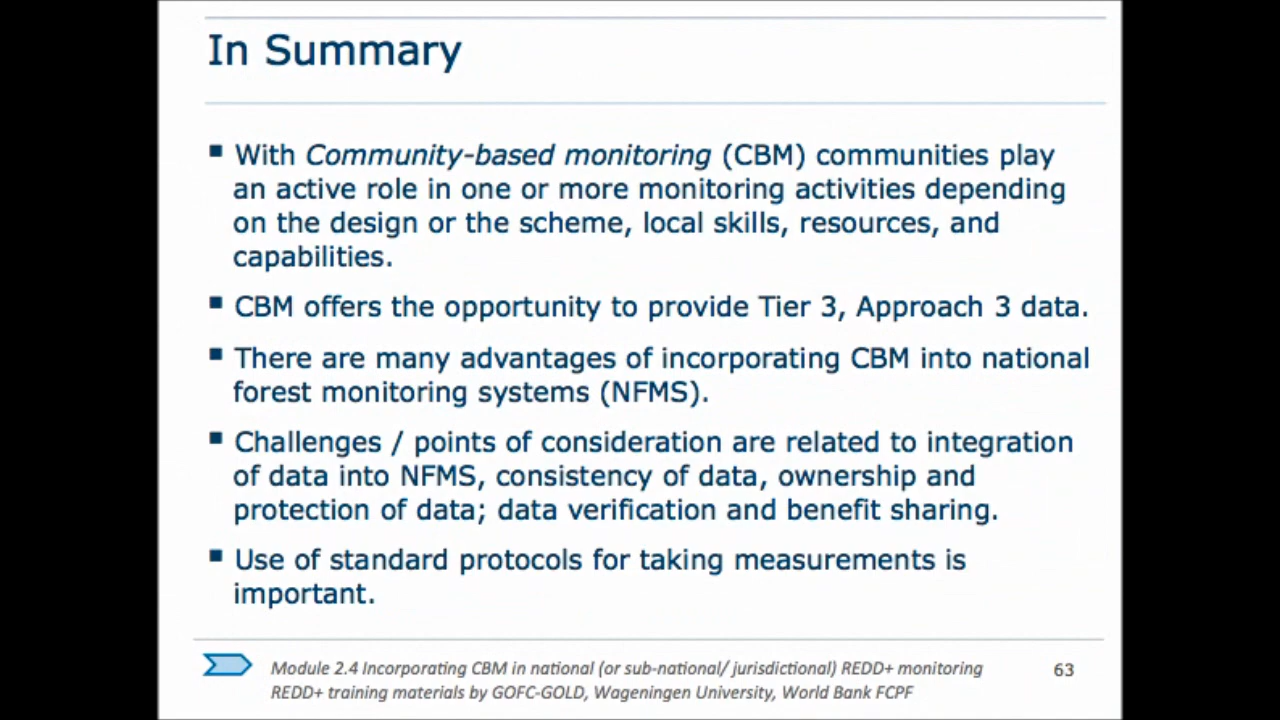 In Summary
With Community-based monitoring (CBM) communities play
an active role in one or more monitoring activities depending
on the design or the scheme, local skills, resources, and
capabilities.
CBM offers the opportunity to provide Tier 3, Approach 3 data.
There are many advantages of incorporating CBM into national
forest monitoring systems (NFMS).
Challenges / points of consideration are related to integration
of data into NFMS, consistency of data, ownership and
protection of data; data verification and benefit sharing.
Use of standard protocols for taking measurements is
important.
Module 2.4 Incorporating CBM in national (or sub-national/ jurisdictional) REDD+ monitoring
REDD+ training materials by GOFC-GOLD, Wageningen University, World Bank FCPF
63